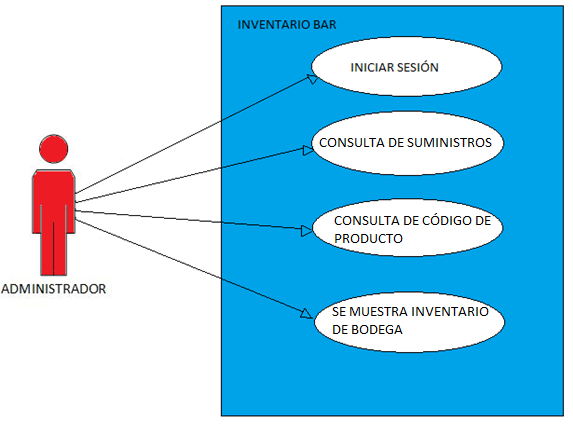 INVENTARIO BAR
INICIAR SESIÓN
CONSULTA DE SUMINISTROS
CONSULTA DE CÓDIGO DE
PRODUCTO
ADMINISTRADOR
SE MUESTRA INVENTARIO
DE BODEGA